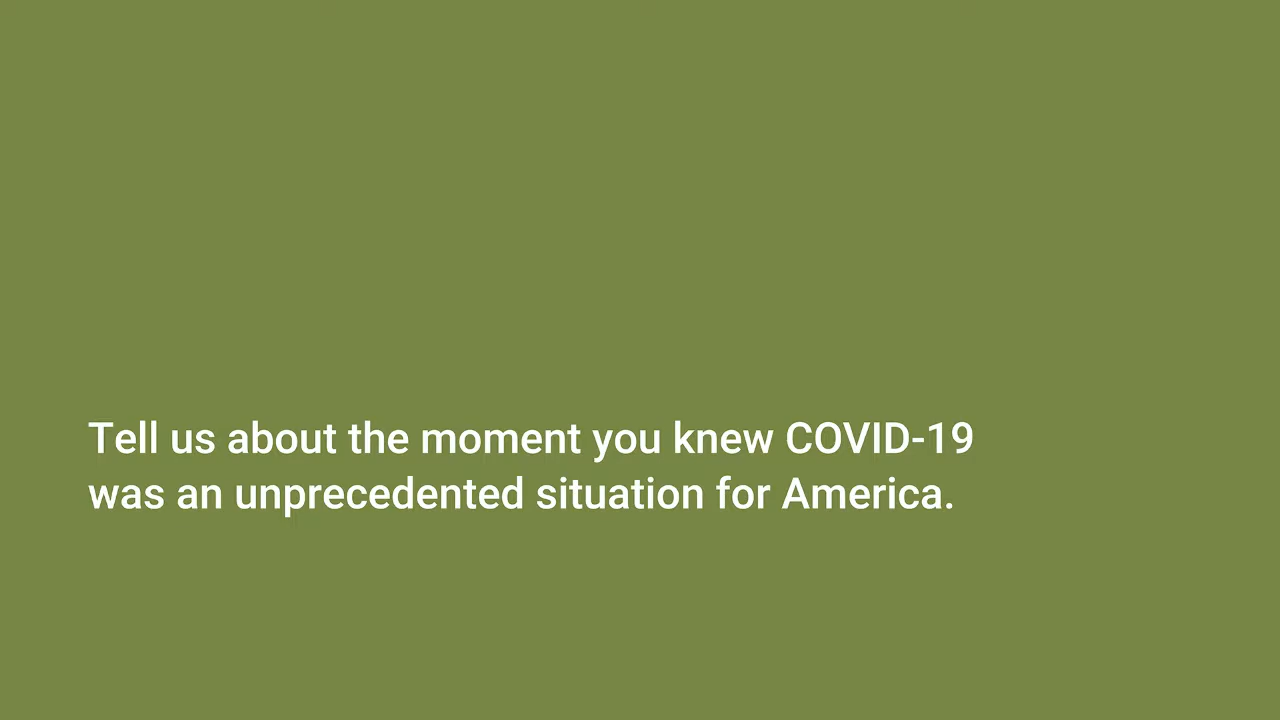 Tell us about the moment you knew COVID-19
was an unprecedented situation for America.